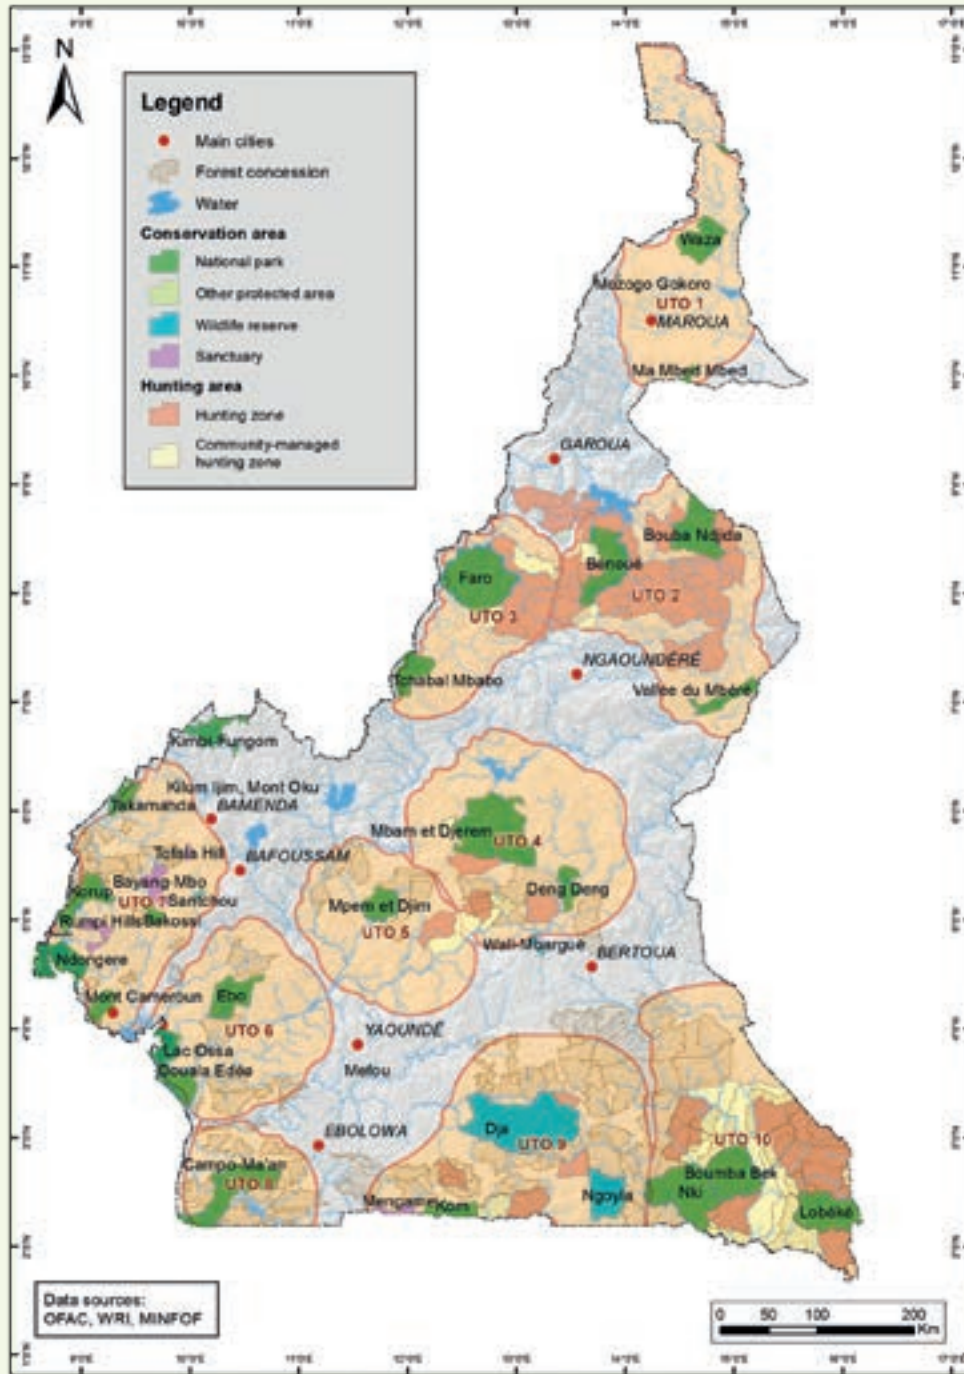 N
Legend
Main cities
Forest concession
Water
Conservation area
National park
Other protected area
Wildlife reserve
Sanctuary
Hunting area
Hunting zone
Community-managed
hunting zone
Waza
Mozogo Gokoro
UTO 1
MAROUA
Ma Mbed Mbed
GAROUA
Bouba Ndjida
Bénoué
Faro
UTO 2
UTO 3
NGAOUNDÉRÉ
Tchabal Mbabo
Vallée du Mbéré
Kimbi-Fungom
Kilum Ijim, Mont Oku
Takamanda
BAMENDA
Mbam et Djerem
UTO 4
Tofala Hill
BAFOUSSAM
Bayang-Mbo
Deng Deng
Korup
UTO 7
Santchou
Mpem et Djim
Rumpi Hills
Bakossi
UTO 5
Wali-Mbargué
BERTOUA
Ndongere
Mont Cameroun
Ebo
UTO 6
YAOUNDÉ
Lac Ossa
Douala Edéa
Mefou
EBOLOWA
Dja
UTO 9
UTO 10
Campo-Ma'an
UTO 8
Boumba Bek
Nki
Mengame
Kom
Ngoyla
Lobéké
Data sources:
OFAC, WRI, MINFOF
0 50 100 200
Km